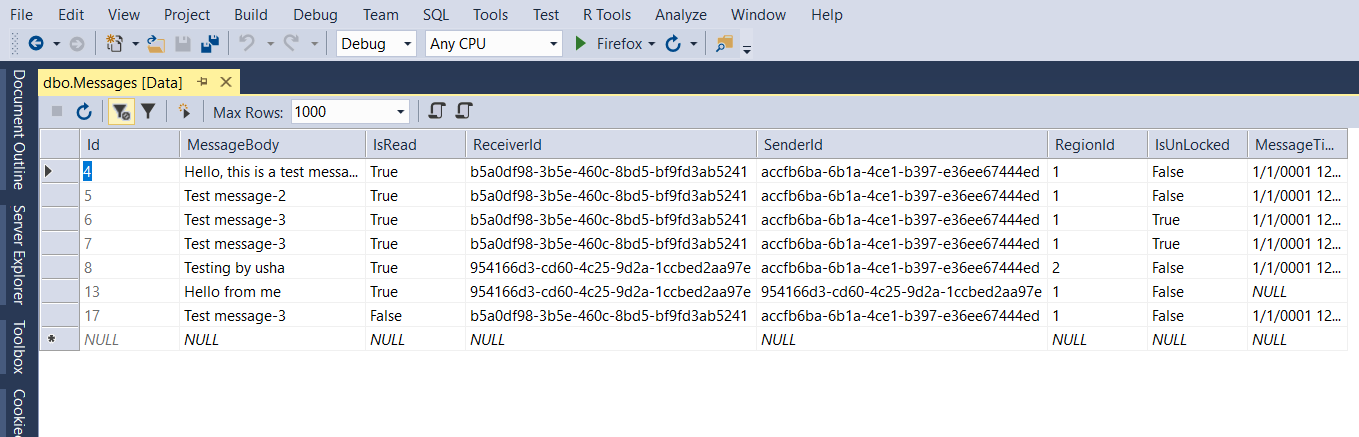 File Edit View Project Build Debug Team SQL Tools Test R Tools Analyze Window Help
Debug Any CPU Firefox
dbo.Messages [Data]
Max Rows: 1000
Id MessageBody IsRead ReceiverId SenderId RegionId IsUnLocked MessageTi...
4 Hello, this is a test messa... True b5a0df98-3b5e-460c-8bd5-bf9fd3ab5241 accfb6ba-6b1a-4ce1-b397-e36ee67444ed 1 False 1/1/0001 12...
5 Test message-2 True b5a0df98-3b5e-460c-8bd5-bf9fd3ab5241 accfb6ba-6b1a-4ce1-b397-e36ee67444ed 1 False 1/1/0001 12...
6 Test message-3 True b5a0df98-3b5e-460c-8bd5-bf9fd3ab5241 accfb6ba-6b1a-4ce1-b397-e36ee67444ed 1 True 1/1/0001 12...
7 Test message-3 True b5a0df98-3b5e-460c-8bd5-bf9fd3ab5241 accfb6ba-6b1a-4ce1-b397-e36ee67444ed 1 True 1/1/0001 12...
8 Testing by usha True 954166d3-cd60-4c25-9d2a-1ccbed2aa97e accfb6ba-6b1a-4ce1-b397-e36ee67444ed 2 False 1/1/0001 12...
13 Hello from me True 954166d3-cd60-4c25-9d2a-1ccbed2aa97e 954166d3-cd60-4c25-9d2a-1ccbed2aa97e 1 False NULL
17 Test message-3 False b5a0df98-3b5e-460c-8bd5-bf9fd3ab5241 accfb6ba-6b1a-4ce1-b397-e36ee67444ed 1 False 1/1/0001 12...
NULL NULL NULL NULL NULL NULL NULL NULL
Document Outline
Server Explorer
Toolbox
Cookie